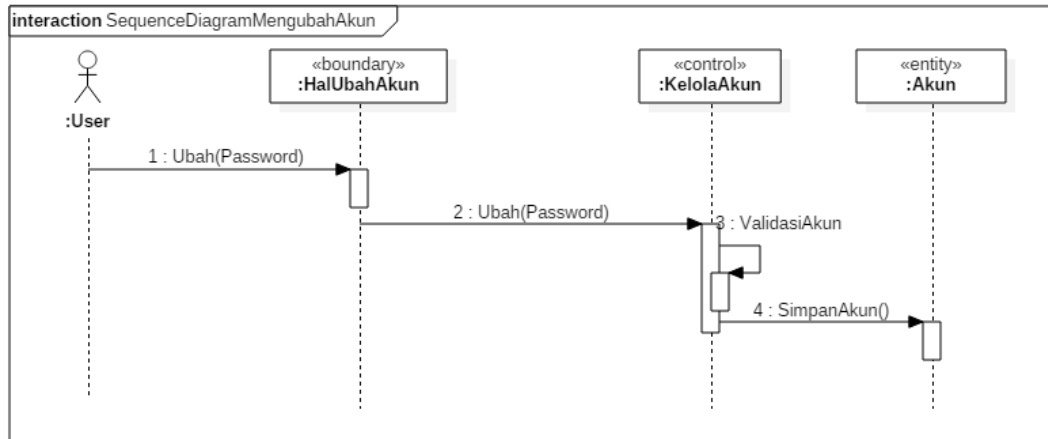 interaction SequenceDiagramMengubahAkun
«boundary»
:HalUbahAkun
«control»
:KelolaAkun
«entity»
:Akun
:User
1 : Ubah(Password)
2 : Ubah(Password)
3 : ValidasiAkun
4 : SimpanAkun()